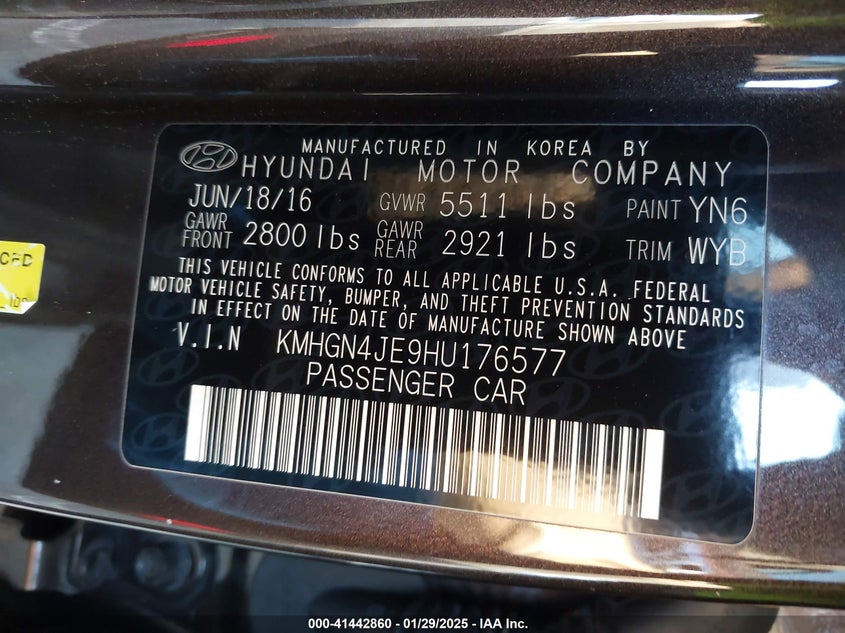 MANUFACTURED IN KOREA BY
HYUNDAI MOTOR COMPANY
JUN/18/16 GVWR 5511 lbs PAINT YN6
GAWR FRONT 2800 lbs GAWR REAR 2921 lbs TRIM WYB
THIS VEHICLE CONFORMS TO ALL APPLICABLE U.S.A. FEDERAL
MOTOR VEHICLE SAFETY, BUMPER, AND THEFT PREVENTION STANDARDS
IN EFFECT ON THE DATE OF MANUFACTURE SHOWN ABOVE
V.I.N KMHGN4JE9HU176577
PASSENGER CAR
000-41442860 - 01/29/2025 - IAA Inc.